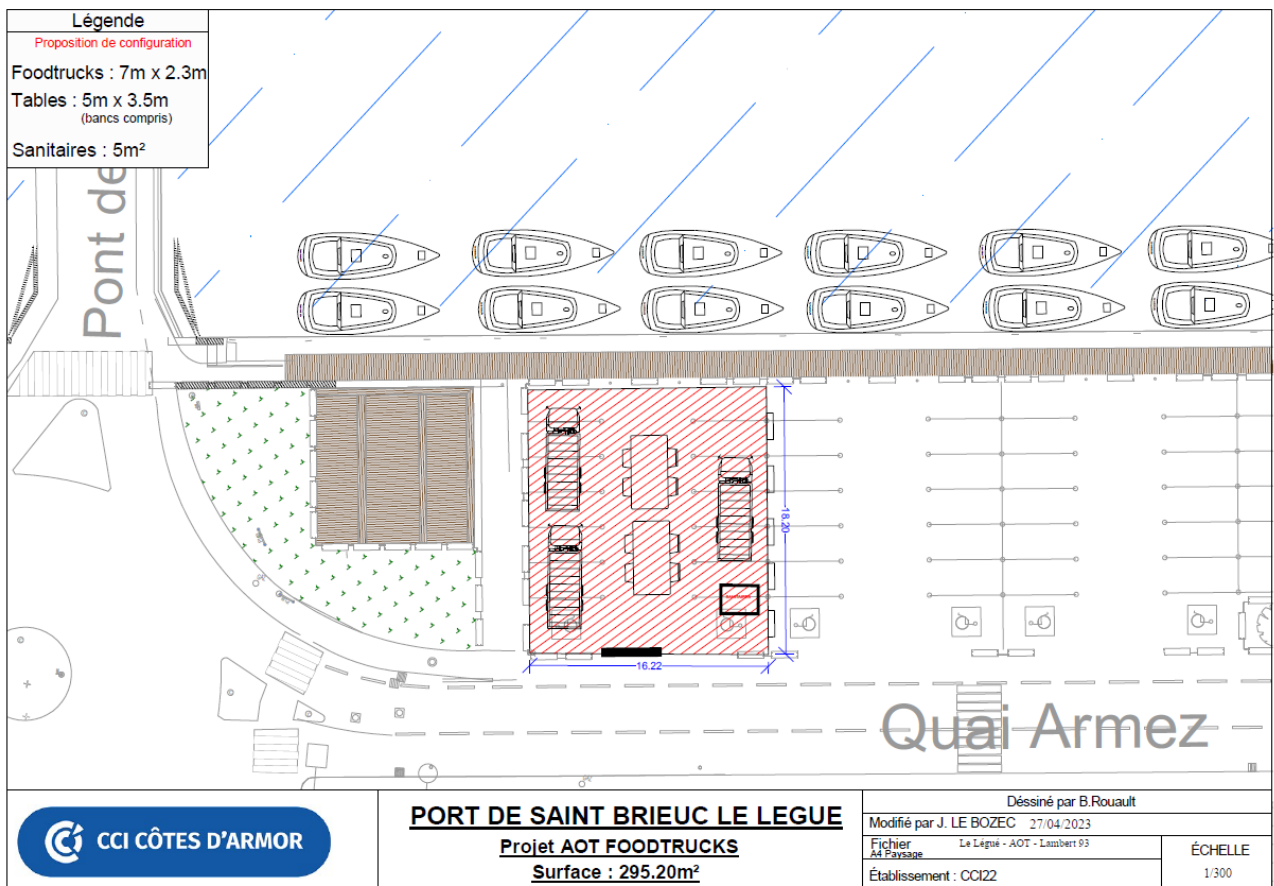 Légende
Proposition de configuration
Foodtrucks : 7m x 2.3m
Tables : 5m x 3.5m
(bancs compris)
Sanitaires : 5m²
Pont de
18.20
16.22
Quai Armez
CCI CÔTES D'ARMOR
PORT DE SAINT BRIEUC LE LEGUE
Projet AOT FOODTRUCKS
Surface : 295.20m²
Déssiné par B.Rouault
Modifié par J. LE BOZEC 27/04/2023
Fichier Le Légué - AOT - Lambert 93
A4 Paysage
Établissement : CCI22
ÉCHELLE
1/300